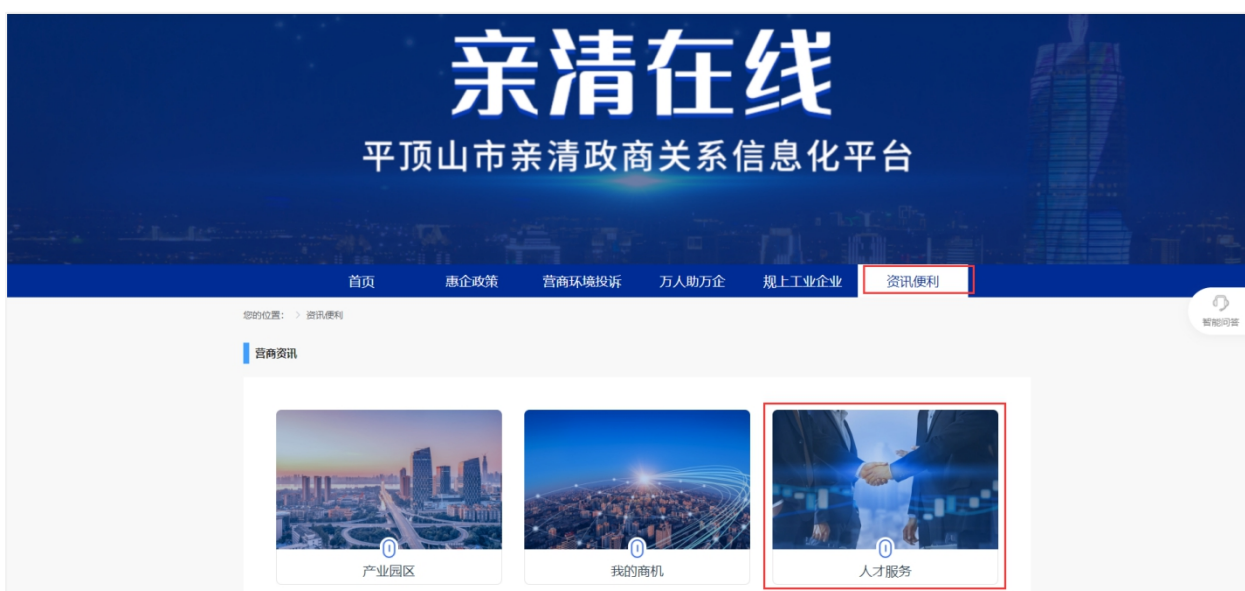 亲清在线
平顶山市亲清政商关系信息化平台
首页 惠企政策 营商环境投诉 万人助万企 规上工业企业 资讯便利
您的位置： > 资讯便利
智能问答
营商资讯
产业园区 我的商机 人才服务